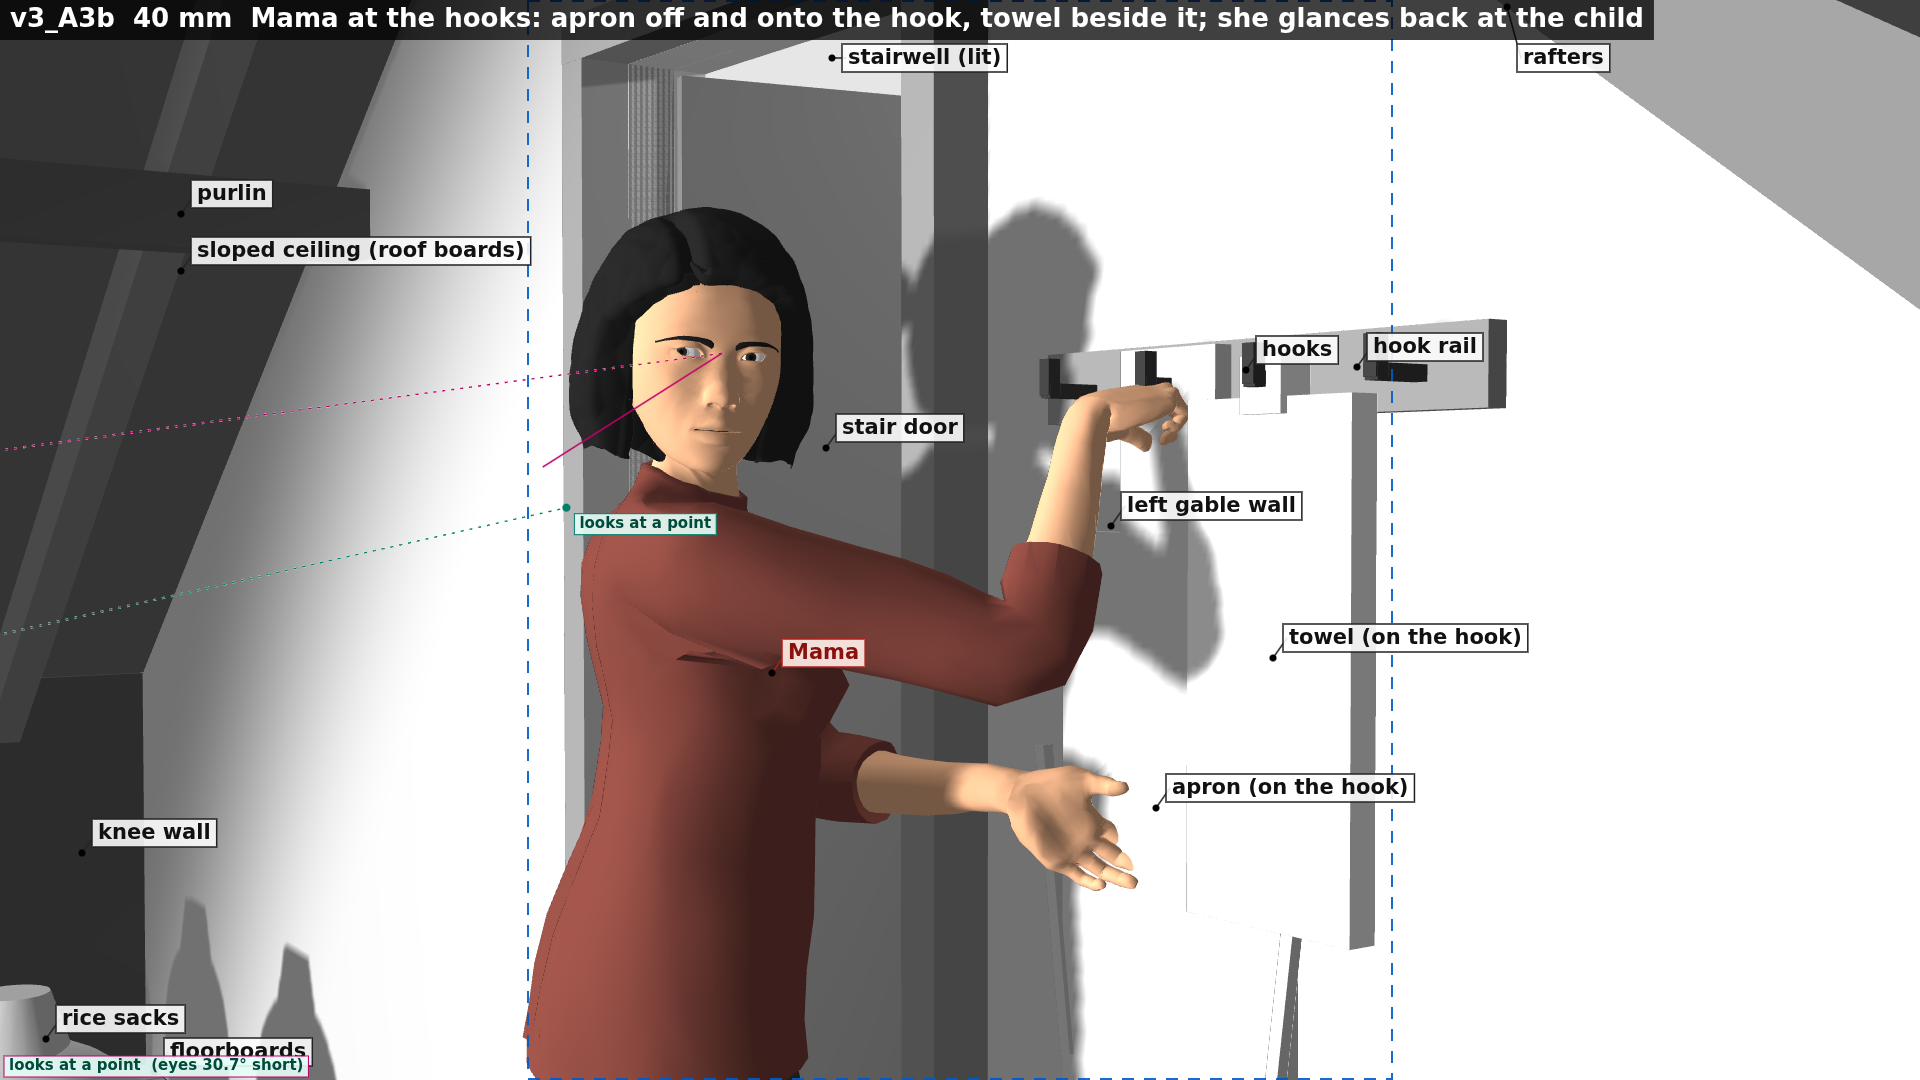 v3_A3b 40 mm Mama at the hooks: apron off and onto the hook, towel beside it; she glances back at the child
stairwell (lit)
rafters
purlin
sloped ceiling (roof boards)
hooks
hook rail
stair door
left gable wall
looks at a point
towel (on the hook)
Mama
apron (on the hook)
knee wall
rice sacks
floorboards
looks at a point (eyes 30.7° short)